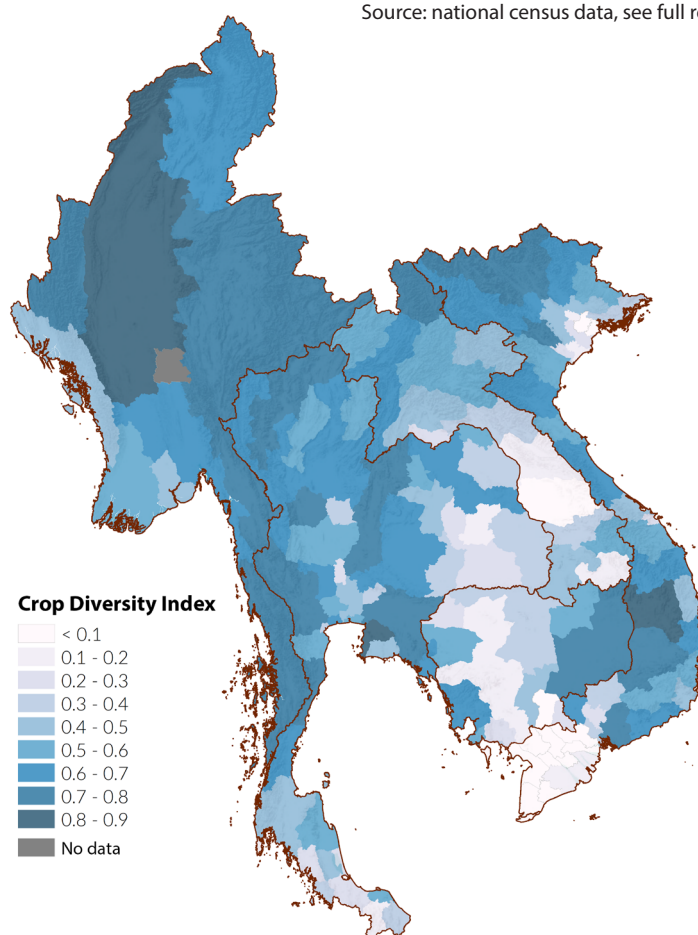 Source: national census data, see full r
Crop Diversity Index
< 0.1
0.1 - 0.2
0.2 - 0.3
0.3 - 0.4
0.4 - 0.5
0.5 - 0.6
0.6 - 0.7
0.7 - 0.8
0.8 - 0.9
No data